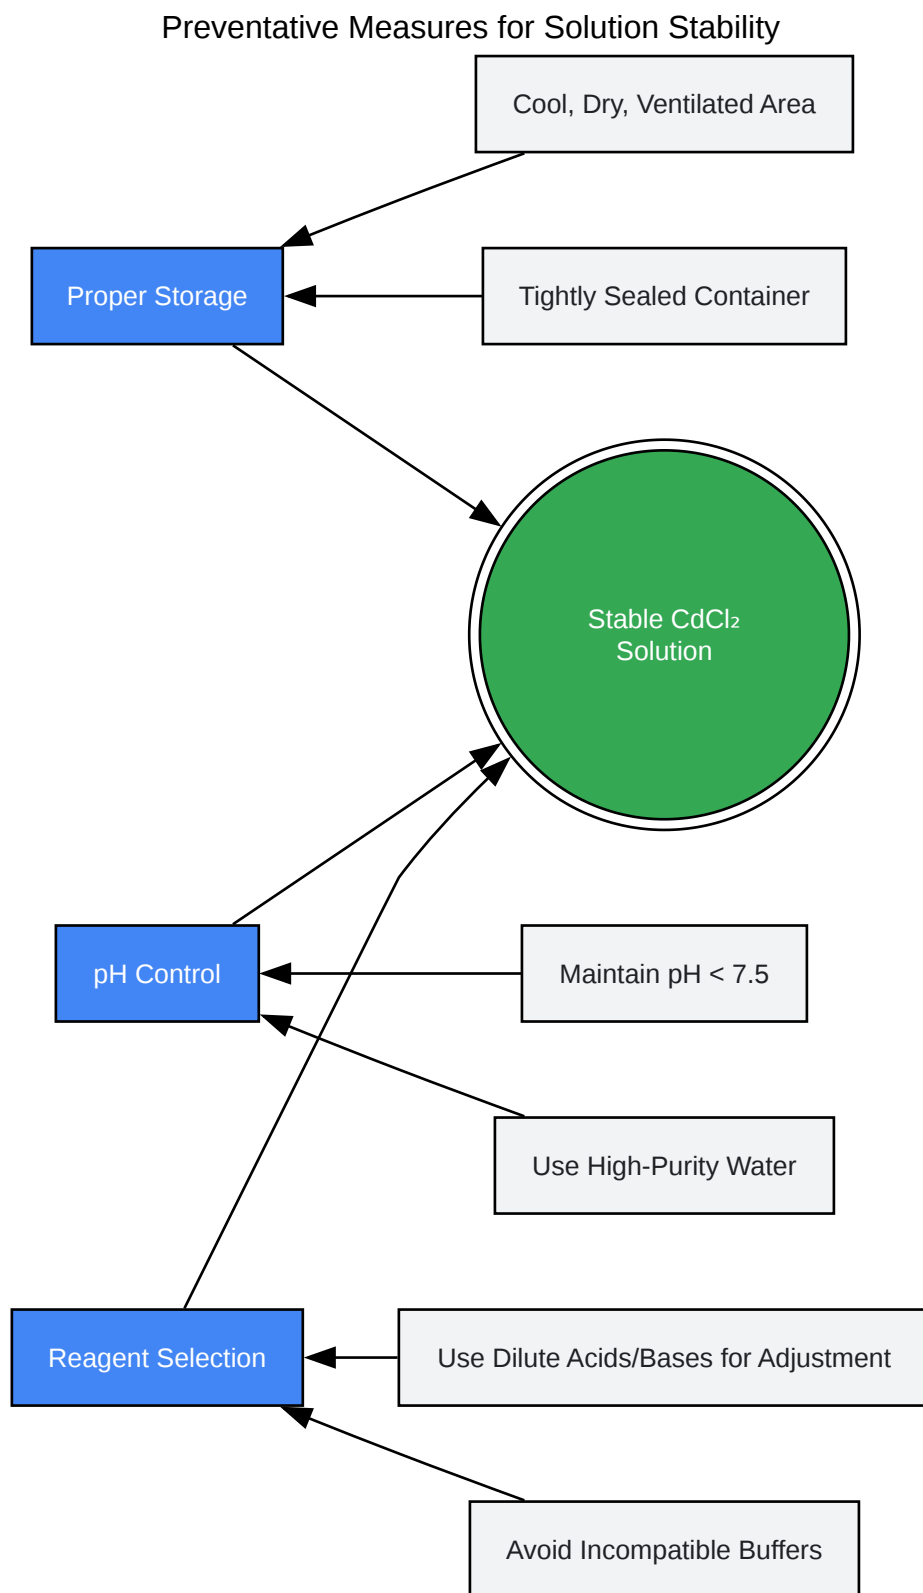 Preventative Measures for Solution Stability
Cool, Dry, Ventilated Area
Proper Storage
Tightly Sealed Container
Stable CdCl₂
Solution
pH Control
Maintain pH < 7.5
Use High-Purity Water
Reagent Selection
Use Dilute Acids/Bases for Adjustment
Avoid Incompatible Buffers